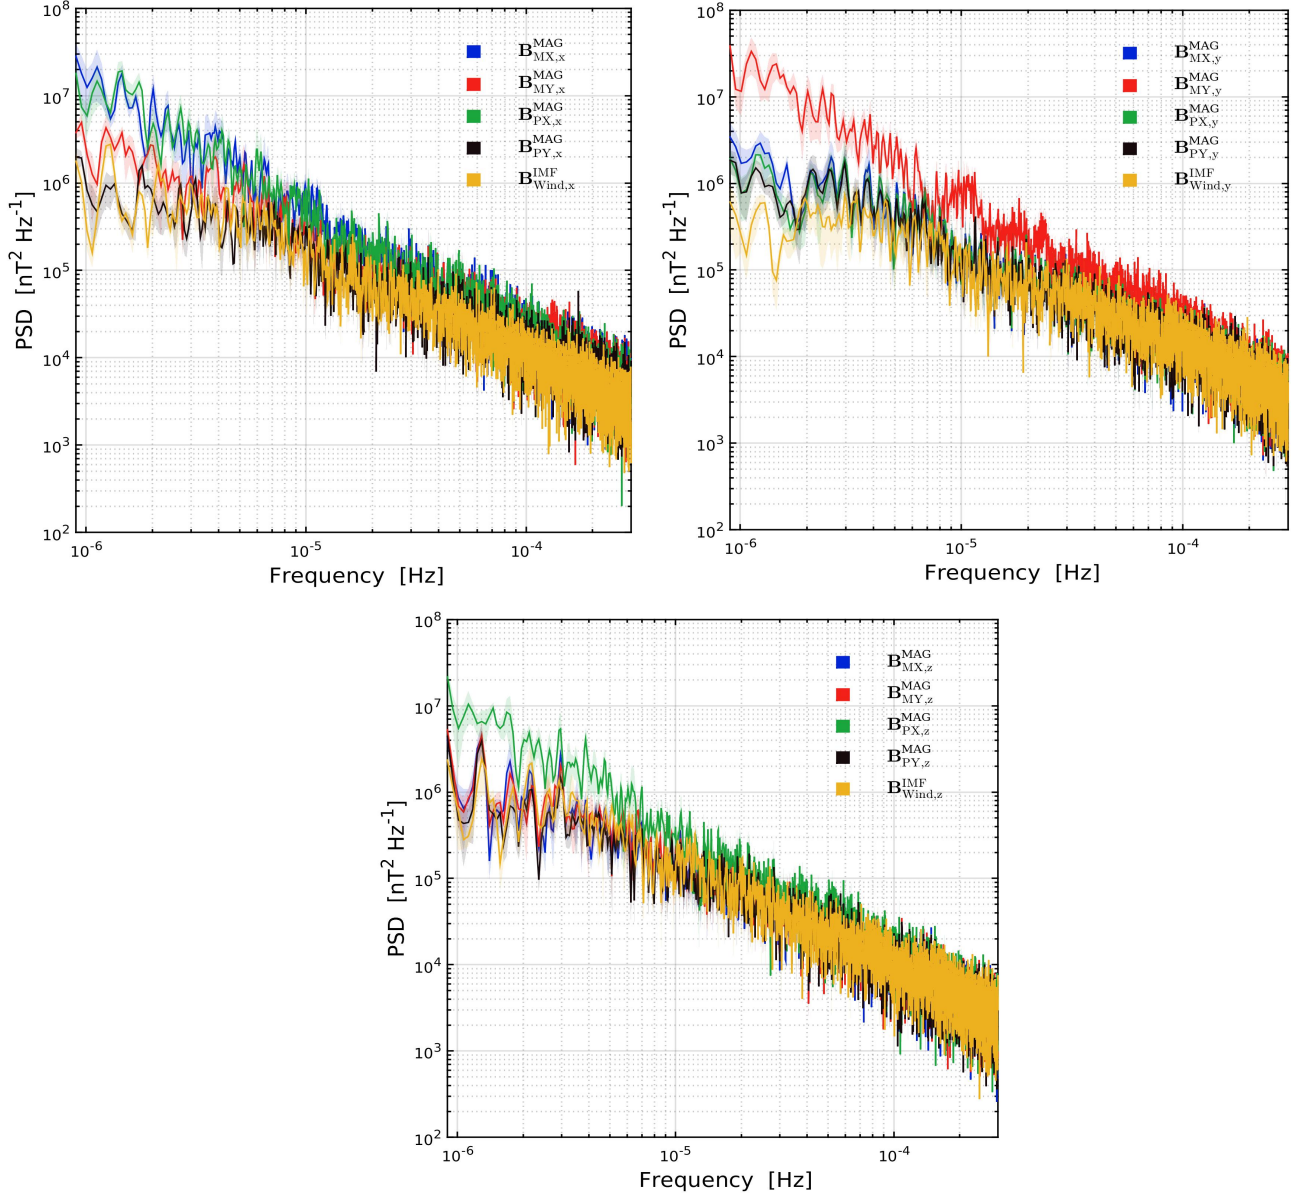 10^8
10^7
10^6
10^5
10^4
10^3
10^2
PSD [nT^2 Hz^-1]
B^MAG_MX,x
B^MAG_MY,x
B^MAG_PX,x
B^MAG_PY,x
B^IMF_Wind,x
10^-6
10^-5
10^-4
Frequency [Hz]
10^8
10^7
10^6
10^5
10^4
10^3
10^2
PSD [nT^2 Hz^-1]
B^MAG_MX,y
B^MAG_MY,y
B^MAG_PX,y
B^MAG_PY,y
B^IMF_Wind,y
10^-6
10^-5
10^-4
Frequency [Hz]
10^8
10^7
10^6
10^5
10^4
10^3
10^2
PSD [nT^2 Hz^-1]
B^MAG_MX,z
B^MAG_MY,z
B^MAG_PX,z
B^MAG_PY,z
B^IMF_Wind,z
10^-6
10^-5
10^-4
Frequency [Hz]